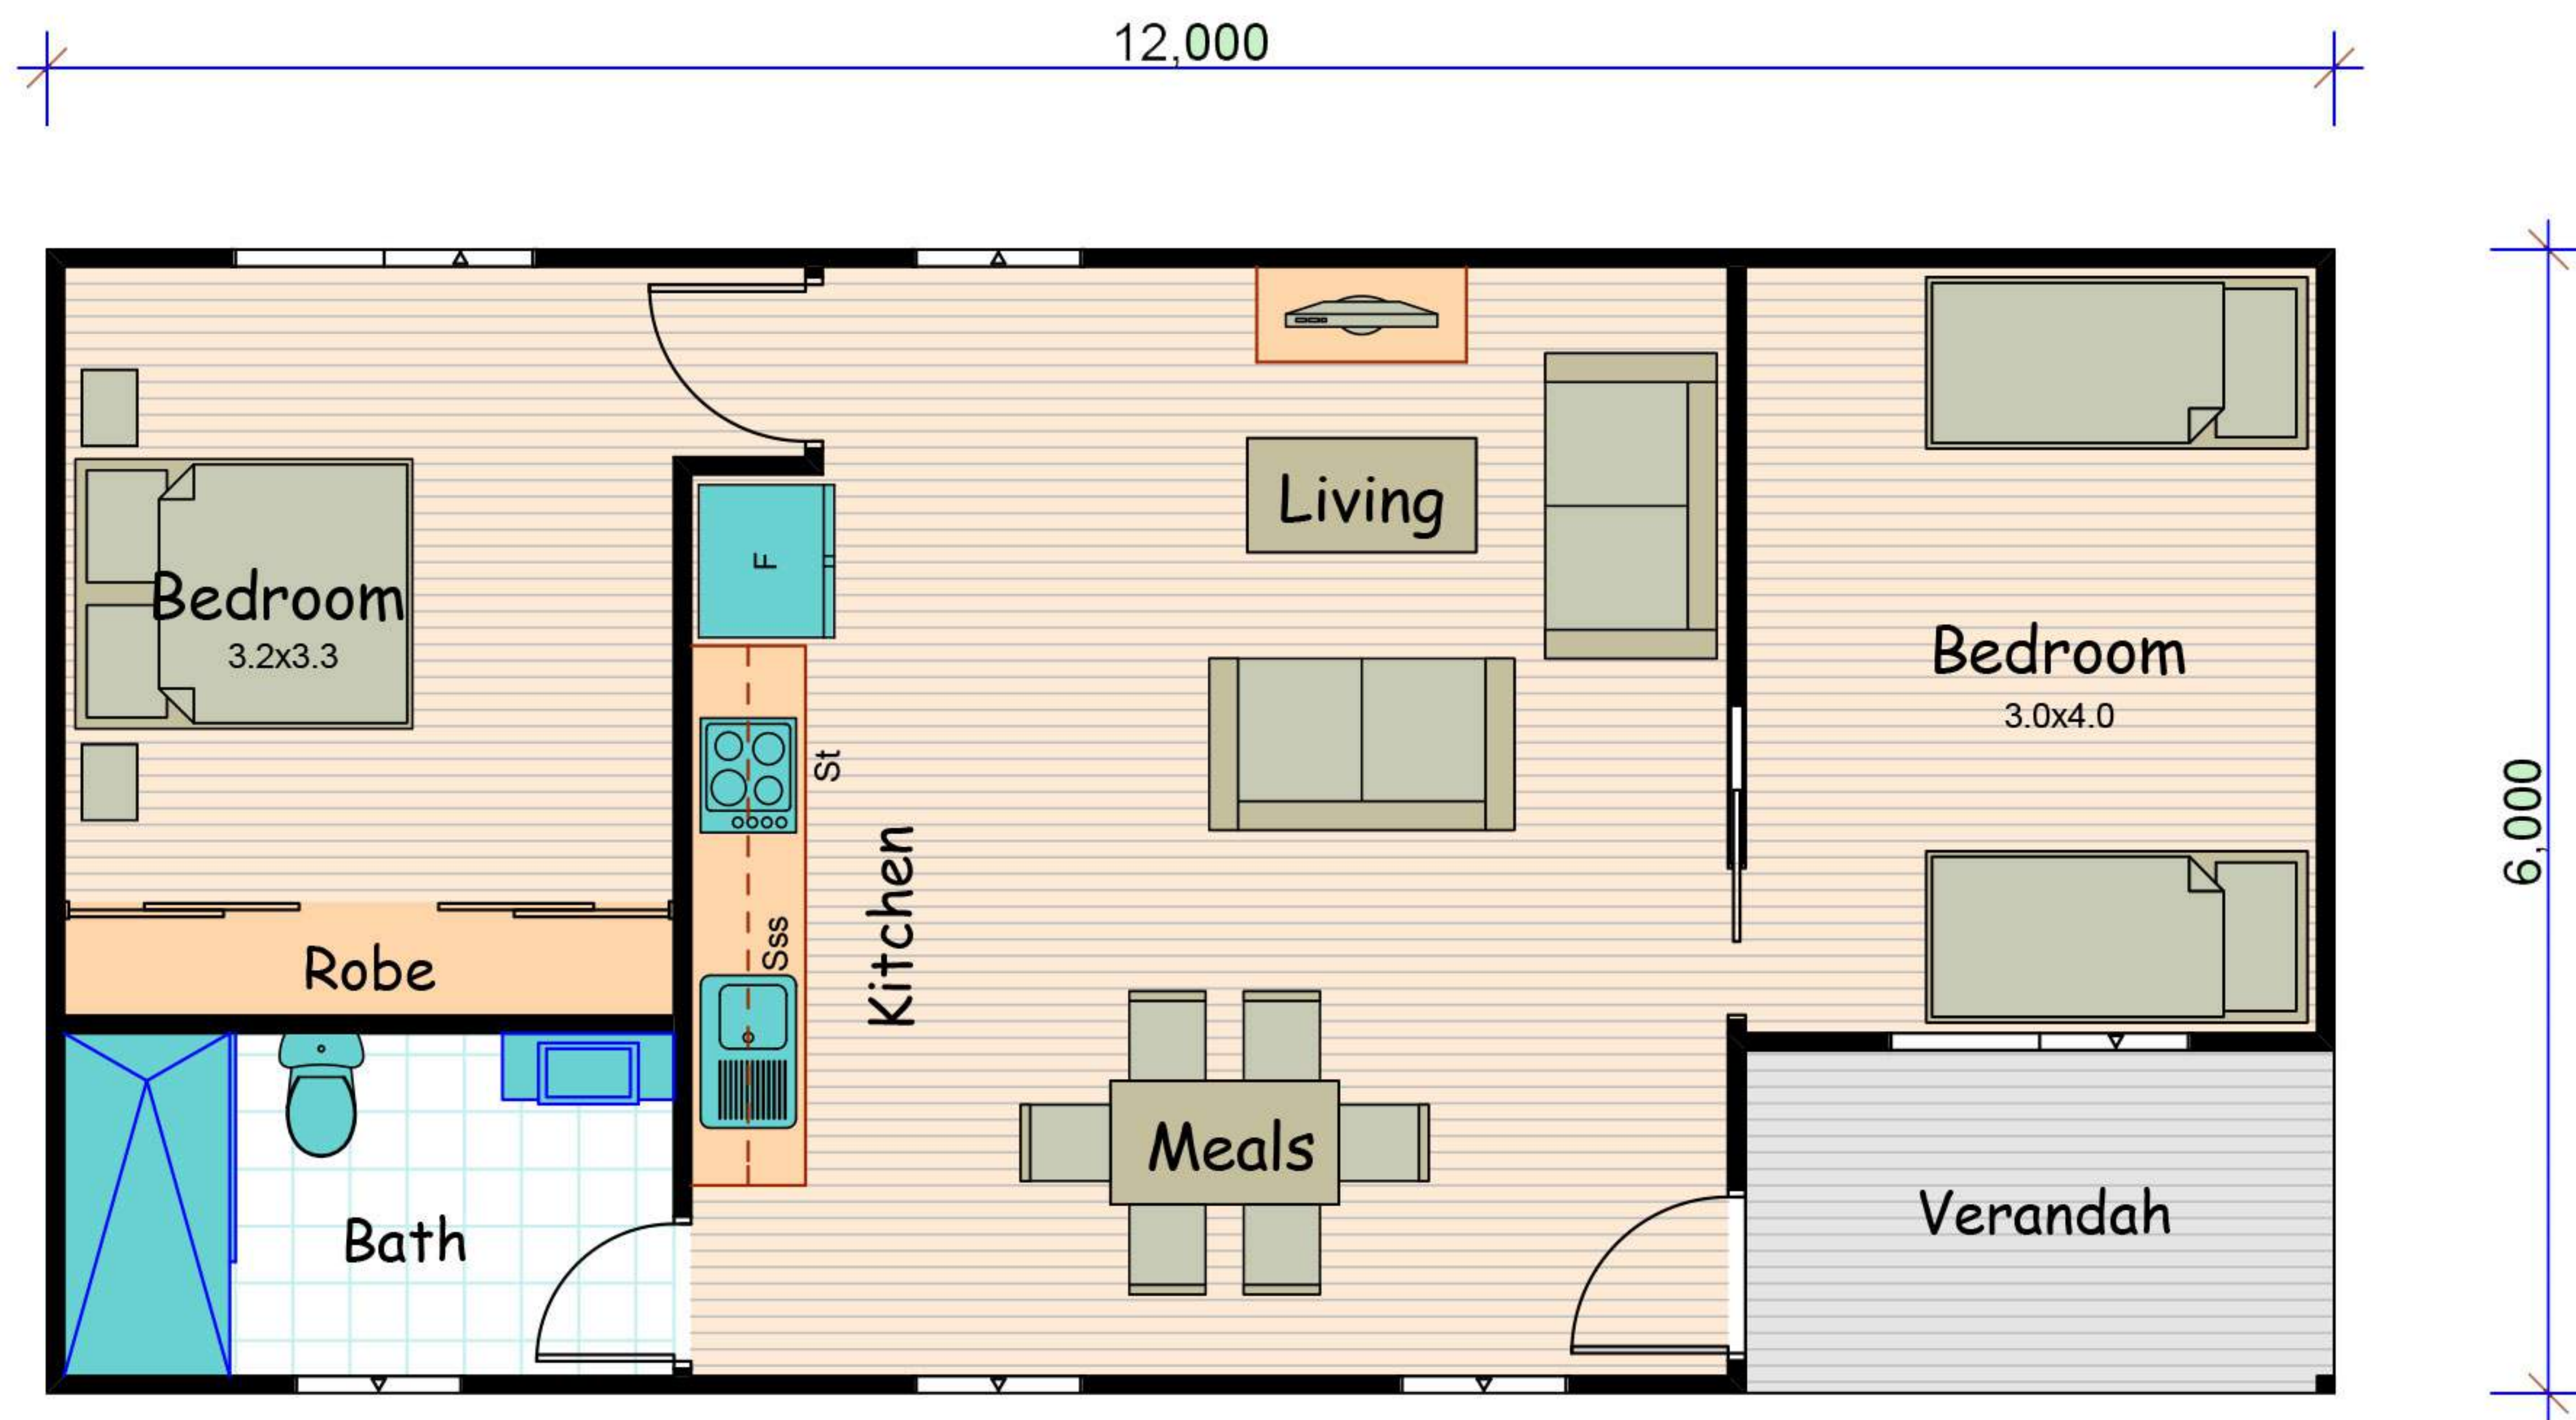 12,000
Living
F
Bedroom
3.2x3.3
Bedroom
3.0x4.0
St
6,000
Kitchen
Sss
Robe
Meals
Verandah
Bath